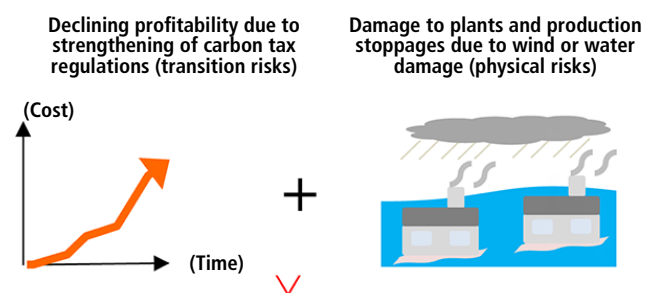 Declining profitability due to
strengthening of carbon tax
regulations (transition risks)
Damage to plants and production
stoppages due to wind or water
damage (physical risks)
(Cost)
+
(Time)